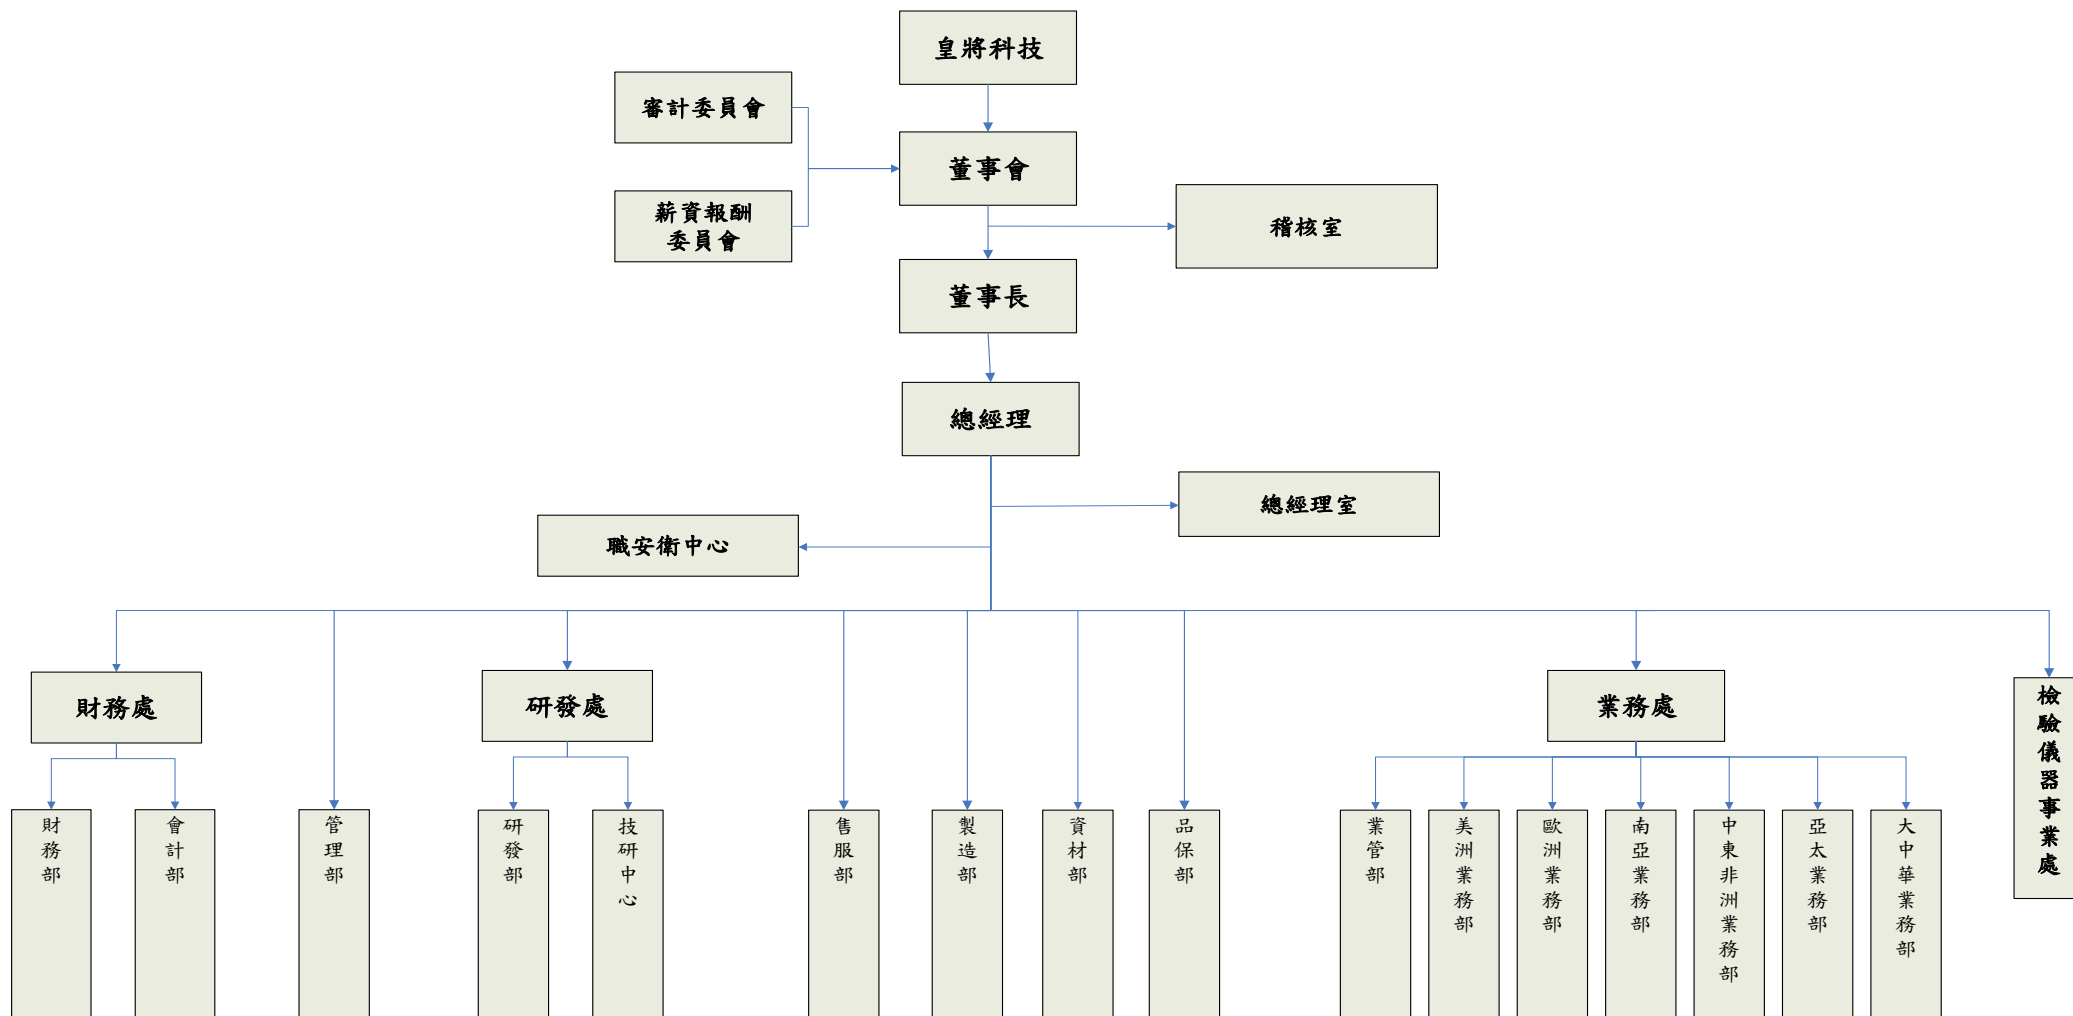 皇將科技
審計委員會
董事會
薪資報酬
委員會
稽核室
董事長
總經理
總經理室
職安衛中心
財務處
研發處
業務處
檢驗儀器事業處
財務部
會計部
管理部
研發部
技研中心
售服部
製造部
資材部
品保部
業管部
美洲業務部
歐洲業務部
南亞業務部
中東非洲業務部
亞太業務部
大中華業務部